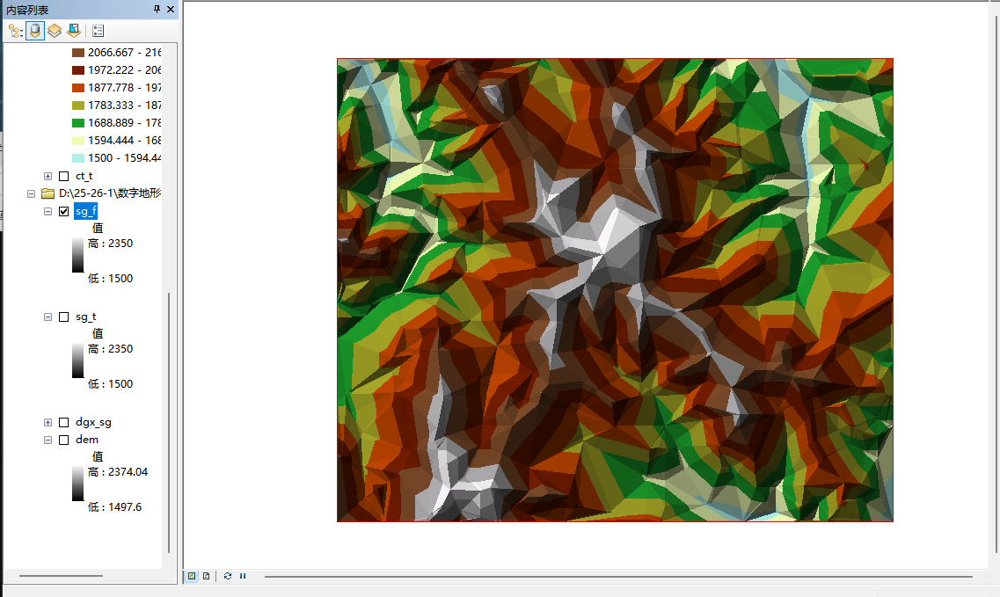 内容列表
2066.667 - 216
1972.222 - 206
1877.778 - 197
1783.333 - 187
1688.889 - 178
1594.444 - 168
1500 - 1594.44
ct_t
D:\25-26-1\数字地形
sg_f
值
高 : 2350
低 : 1500
sg_t
值
高 : 2350
低 : 1500
dgx_sg
dem
值
高 : 2374.04
低 : 1497.6